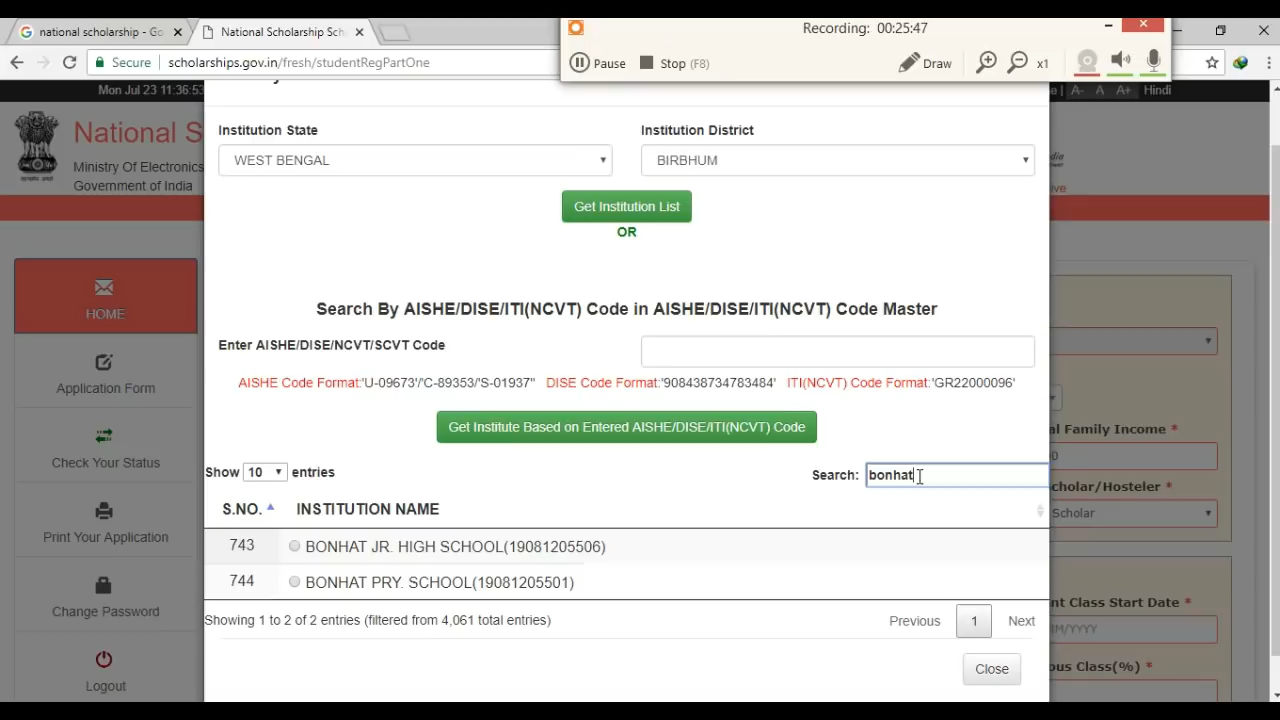 national scholarship - Go
National Scholarship Sch
Recording: 00:25:47
Pause
Stop (F8)
Draw
x1
Secure
scholarships.gov.in/fresh/studentRegPartOne
Mon Jul 23 11:36:53
A-
A
A+
Hindi
National S
Ministry Of Electronics
Government of India
Institution State
Institution District
WEST BENGAL
BIRBHUM
Get Institution List
OR
Search By AISHE/DISE/ITI(NCVT) Code in AISHE/DISE/ITI(NCVT) Code Master
Enter AISHE/DISE/NCVT/SCVT Code
AISHE Code Format:'U-09673'/'C-89353/'S-01937" DISE Code Format:'908438734783484' ITI(NCVT) Code Format:'GR22000096'
Get Institute Based on Entered AISHE/DISE/ITI(NCVT) Code
Show 10 entries
Search: bonhat
S.NO. INSTITUTION NAME
743 BONHAT JR. HIGH SCHOOL(19081205506)
744 BONHAT PRY. SCHOOL(19081205501)
Showing 1 to 2 of 2 entries (filtered from 4,061 total entries)
Previous 1 Next
Close
HOME
Application Form
Check Your Status
Print Your Application
Change Password
Logout
al Family Income *
cholar/Hosteler *
Scholar
nt Class Start Date *
M/YYYY
ous Class(%) *